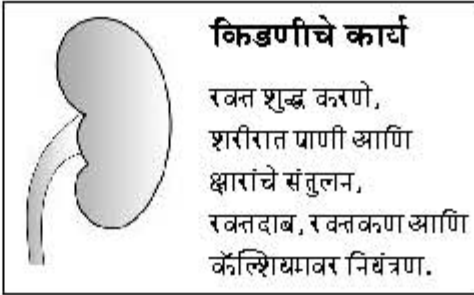 किडणीचे कार्य
रक्त शुद्ध करणे,
शरीरात पाणी आणि
क्षारांचे संतुलन,
रक्तदाब, रक्तकण आणि
कॅल्शियमवर नियंत्रण.